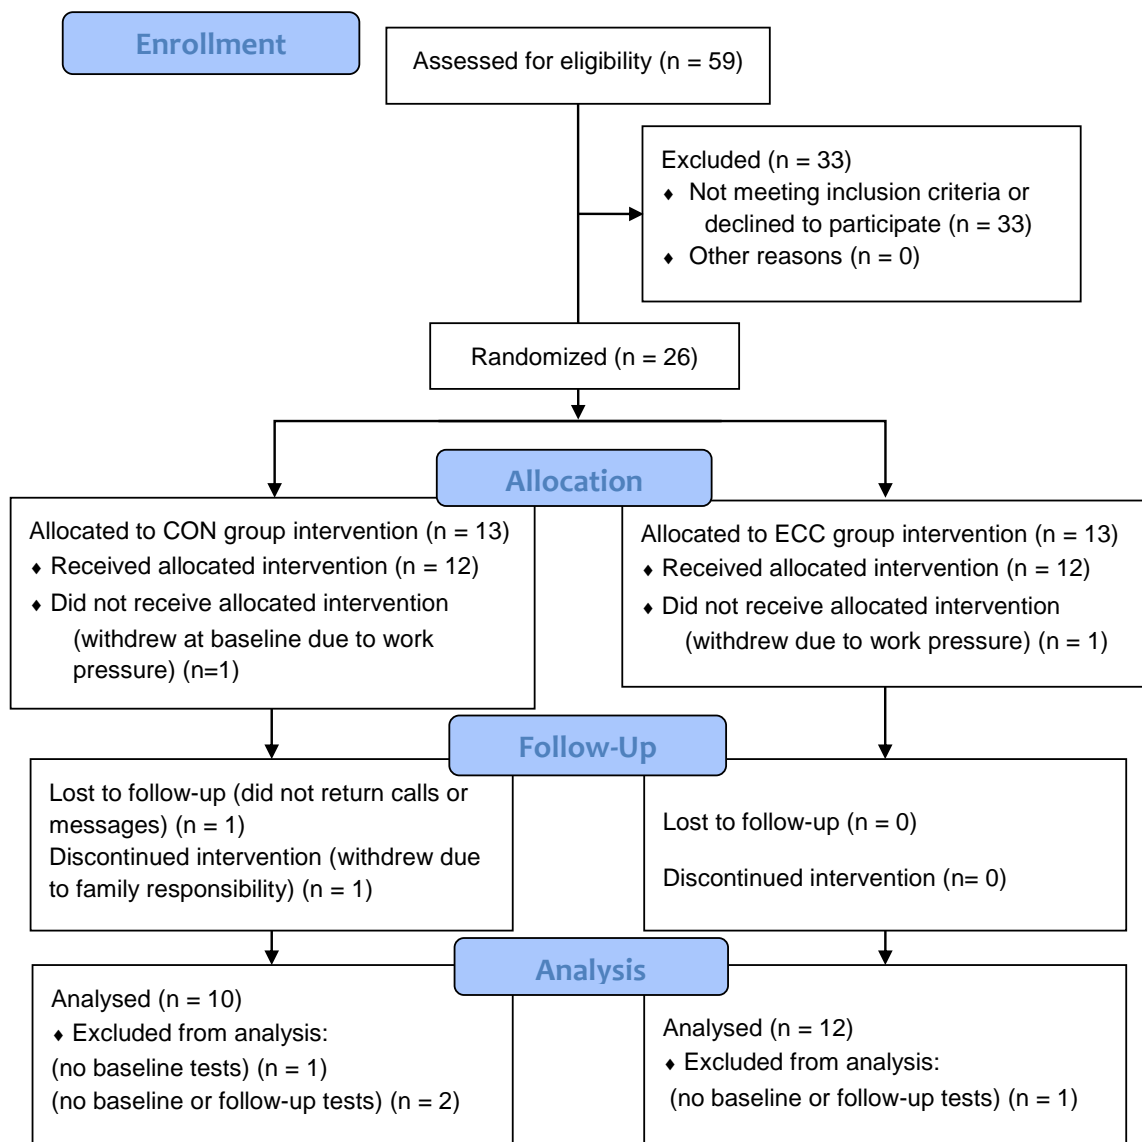 Enrollment
Assessed for eligibility (n = 59)
Excluded (n = 33)
♦ Not meeting inclusion criteria or
declined to participate (n = 33)
♦ Other reasons (n = 0)
Randomized (n = 26)
Allocation
Allocated to CON group intervention (n = 13)
♦ Received allocated intervention (n = 12)
♦ Did not receive allocated intervention
(withdrew at baseline due to work
pressure) (n=1)
Allocated to ECC group intervention (n = 13)
♦ Received allocated intervention (n = 12)
♦ Did not receive allocated intervention
(withdrew due to work pressure) (n = 1)
Follow-Up
Lost to follow-up (did not return calls or
messages) (n = 1)
Discontinued intervention (withdrew due
to family responsibility) (n = 1)
Lost to follow-up (n = 0)
Discontinued intervention (n= 0)
Analysis
Analysed (n = 10)
♦ Excluded from analysis:
(no baseline tests) (n = 1)
(no baseline or follow-up tests) (n = 2)
Analysed (n = 12)
♦ Excluded from analysis:
(no baseline or follow-up tests) (n = 1)